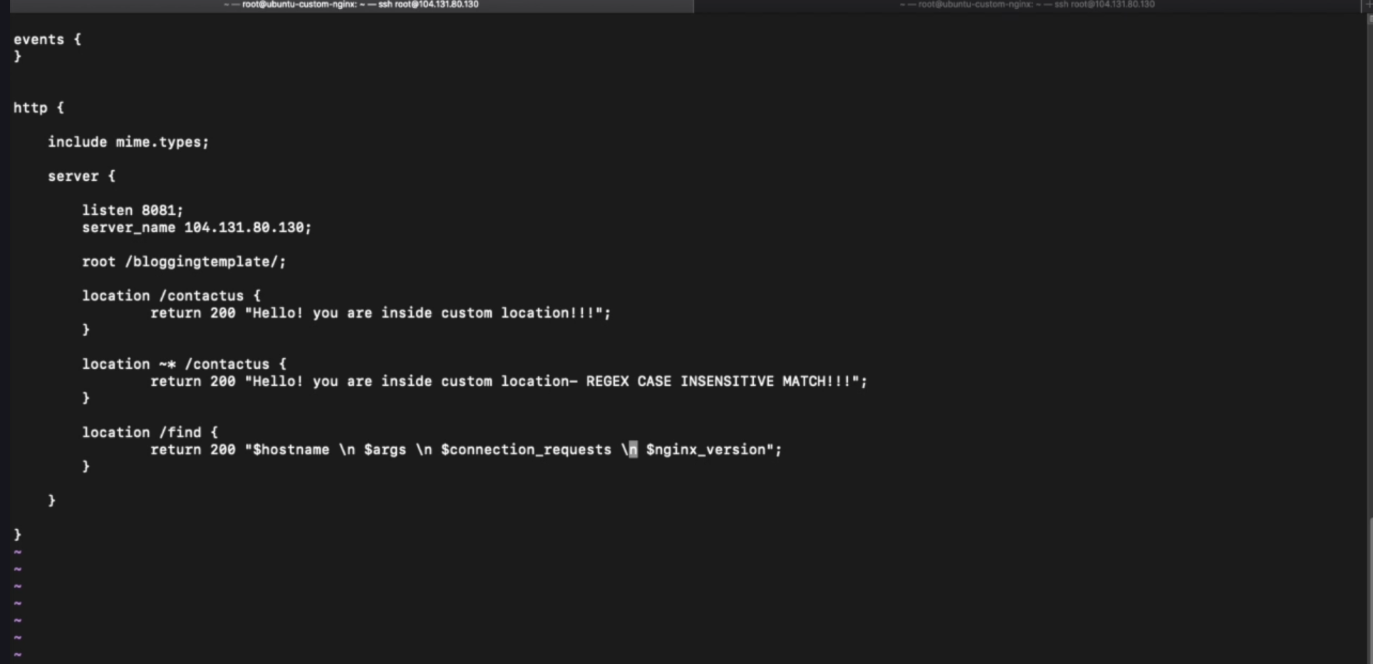 ~ — root@ubuntu-custom-nginx: ~ — ssh root@104.131.80.130
~ — root@ubuntu-custom-nginx: ~ — ssh root@104.131.80.130
+
events {
}
http {
    include mime.types;
    server {
        listen 8081;
        server_name 104.131.80.130;
        root /bloggingtemplate/;
        location /contactus {
                return 200 "Hello! you are inside custom location!!!";
        }
        location ~* /contactus {
                return 200 "Hello! you are inside custom location- REGEX CASE INSENSITIVE MATCH!!!";
        }
        location /find {
                return 200 "$hostname \n $args \n $connection_requests \n $nginx_version";
        }
    }
}
~
~
~
~
~
~
~